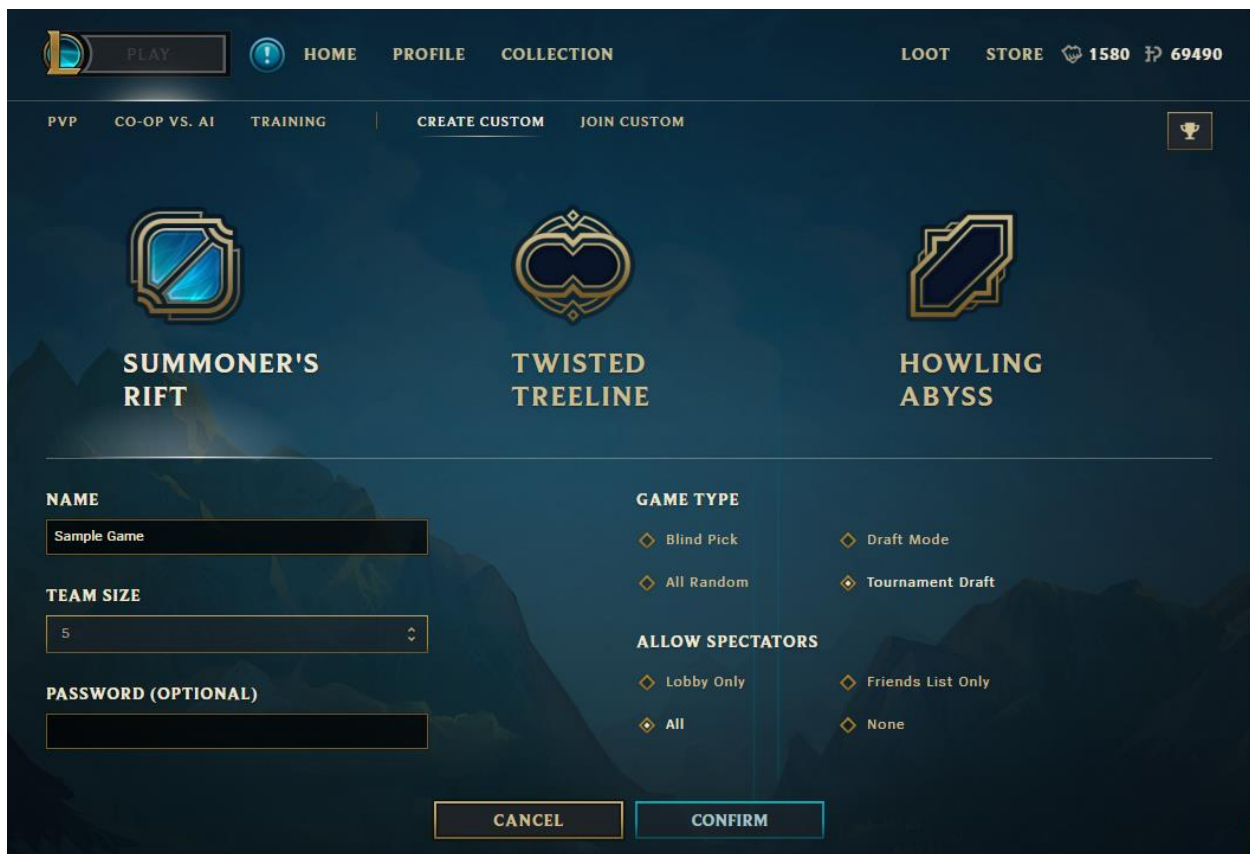 PLAY
HOME PROFILE COLLECTION LOOT STORE 1580 69490
PVP CO-OP VS. AI TRAINING CREATE CUSTOM JOIN CUSTOM
SUMMONER'S
RIFT
TWISTED
TREELINE
HOWLING
ABYSS
NAME
Sample Game
TEAM SIZE
5
PASSWORD (OPTIONAL)
GAME TYPE
Blind Pick Draft Mode
All Random Tournament Draft
ALLOW SPECTATORS
Lobby Only Friends List Only
All None
CANCEL CONFIRM